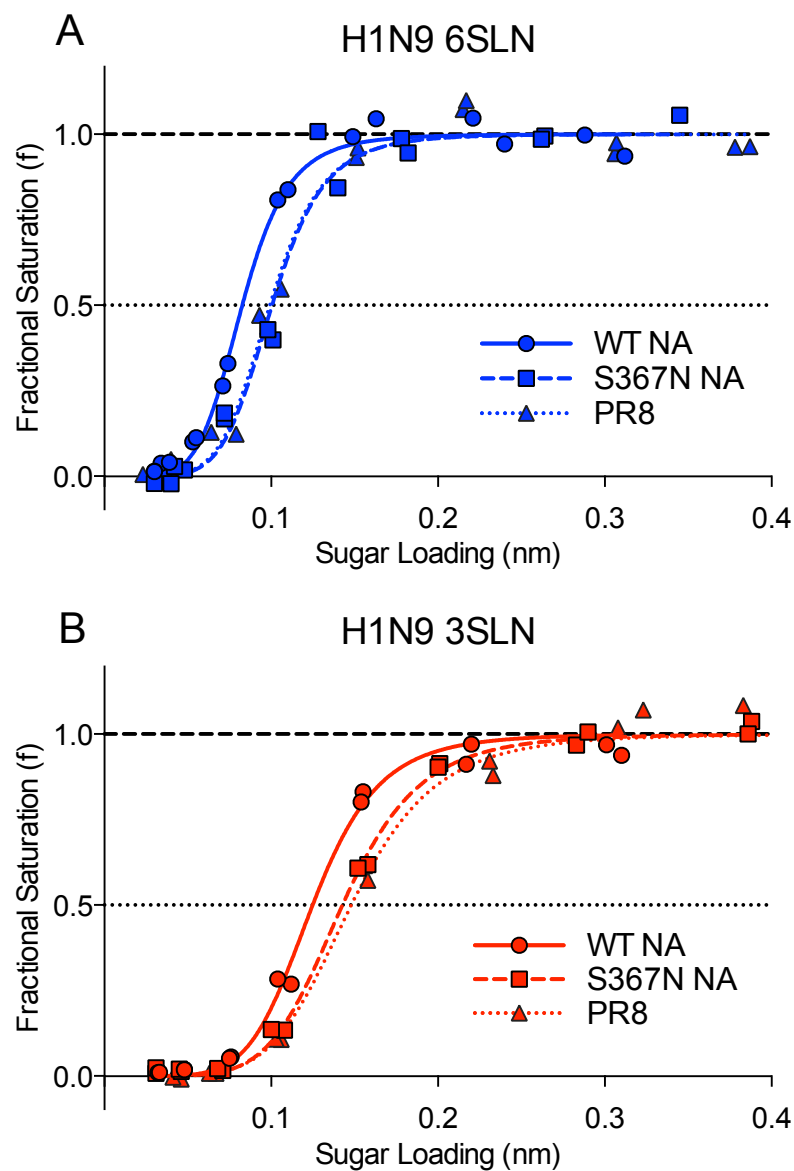 A
H1N9 6SLN
Fractional Saturation (f)
1.0
0.5
0.0
WT NA
S367N NA
PR8
0.1
0.2
0.3
0.4
Sugar Loading (nm)
B
H1N9 3SLN
Fractional Saturation (f)
1.0
0.5
0.0
WT NA
S367N NA
PR8
0.1
0.2
0.3
0.4
Sugar Loading (nm)